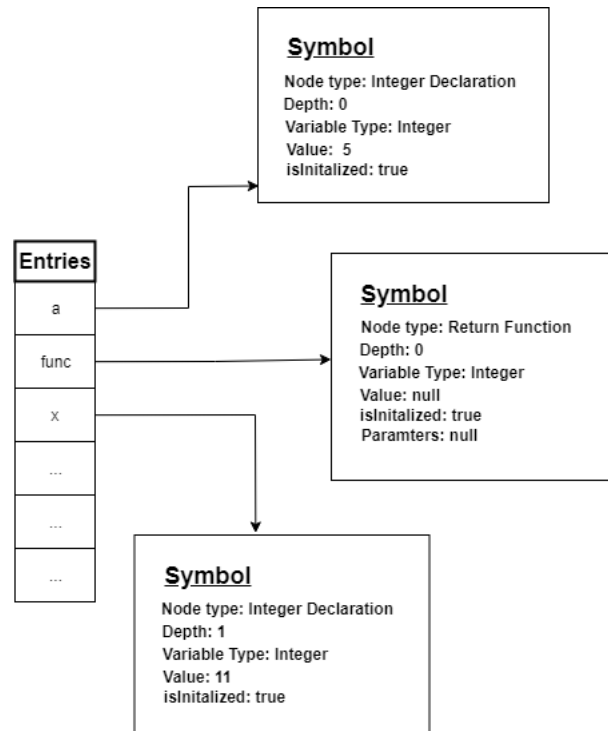 Symbol
Node type: Integer Declaration
Depth: 0
Variable Type: Integer
Value: 5
isInitalized: true
Entries
a
func
x
...
...
...
Symbol
Node type: Return Function
Depth: 0
Variable Type: Integer
Value: null
isInitalized: true
Paramters: null
Symbol
Node type: Integer Declaration
Depth: 1
Variable Type: Integer
Value: 11
isInitalized: true